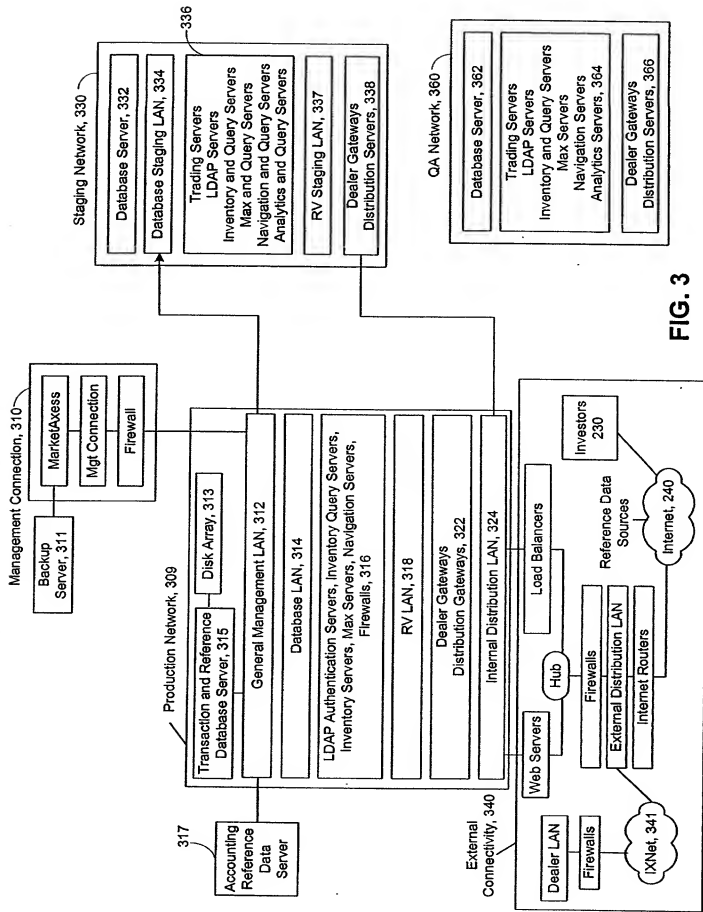 Management Connection, 310
MarketAxess
Mgt Connection
Firewall
Backup
Server, 311
Production Network, 309
Transaction and Reference
Database Server, 315
Disk Array, 313
General Management LAN, 312
Database LAN, 314
LDAP Authentication Servers, Inventory Query Servers,
Inventory Servers, Max Servers, Navigation Servers,
Firewalls, 316
RV LAN, 318
Dealer Gateways
Distribution Gateways, 322
Internal Distribution LAN, 324
317
Accounting
Reference
Data
Server
Staging Network, 330
Database Server, 332
Database Staging LAN, 334
336
Trading Servers
LDAP Servers
Inventory and Query Servers
Max and Query Servers
Navigation and Query Servers
Analytics and Query Servers
RV Staging LAN, 337
Dealer Gateways
Distribution Servers, 338
QA Network, 360
Database Server, 362
Trading Servers
LDAP Servers
Inventory and Query Servers
Max Servers
Navigation Servers
Analytics Servers, 364
Dealer Gateways
Distribution Servers, 366
External
Connectivity, 340
Web Servers
Load Balancers
Hub
Firewalls
External Distribution LAN
Internet Routers
Dealer LAN
Firewalls
IXNet, 341
Investors
230
Reference Data
Sources
Internet, 240
FIG. 3